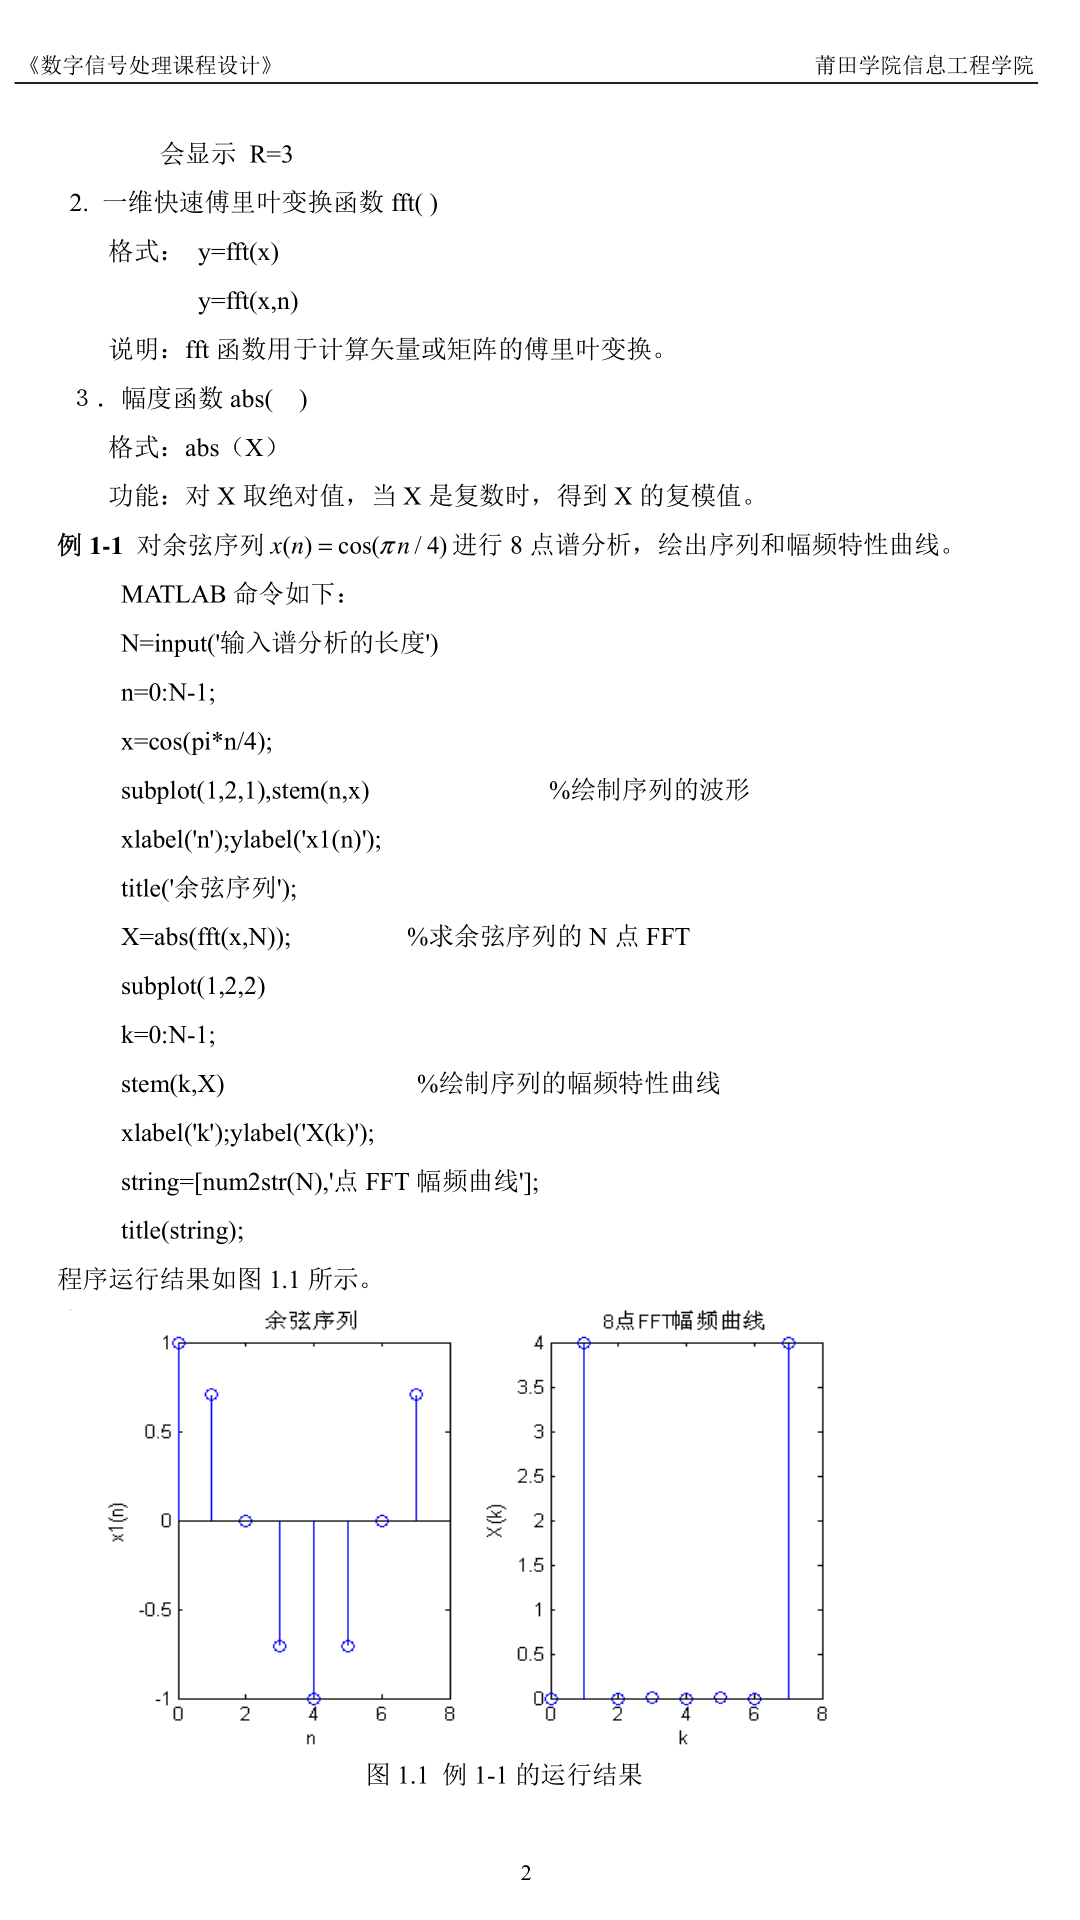 《数字信号处理课程设计》 莆田学院信息工程学院
会显示 R=3
2. 一维快速傅里叶变换函数 fft( )
格式： y=fft(x)
y=fft(x,n)
说明：fft 函数用于计算矢量或矩阵的傅里叶变换。
３．幅度函数 abs( )
格式：abs（X）
功能：对 X 取绝对值，当 X 是复数时，得到 X 的复模值。
例 1-1 对余弦序列 x(n) = cos(πn / 4) 进行 8 点谱分析，绘出序列和幅频特性曲线。
MATLAB 命令如下：
N=input('输入谱分析的长度')
n=0:N-1;
x=cos(pi*n/4);
subplot(1,2,1),stem(n,x) %绘制序列的波形
xlabel('n');ylabel('x1(n)');
title('余弦序列');
X=abs(fft(x,N)); %求余弦序列的 N 点 FFT
subplot(1,2,2)
k=0:N-1;
stem(k,X) %绘制序列的幅频特性曲线
xlabel('k');ylabel('X(k)');
string=[num2str(N),'点 FFT 幅频曲线'];
title(string);
程序运行结果如图 1.1 所示。
余弦序列
1
0.5
0
-0.5
-1
x1(n)
0 2 4 6 8
n
8点FFT幅频曲线
4
3.5
3
2.5
2
1.5
1
0.5
0
X(k)
0 2 4 6 8
k
图 1.1 例 1-1 的运行结果
2